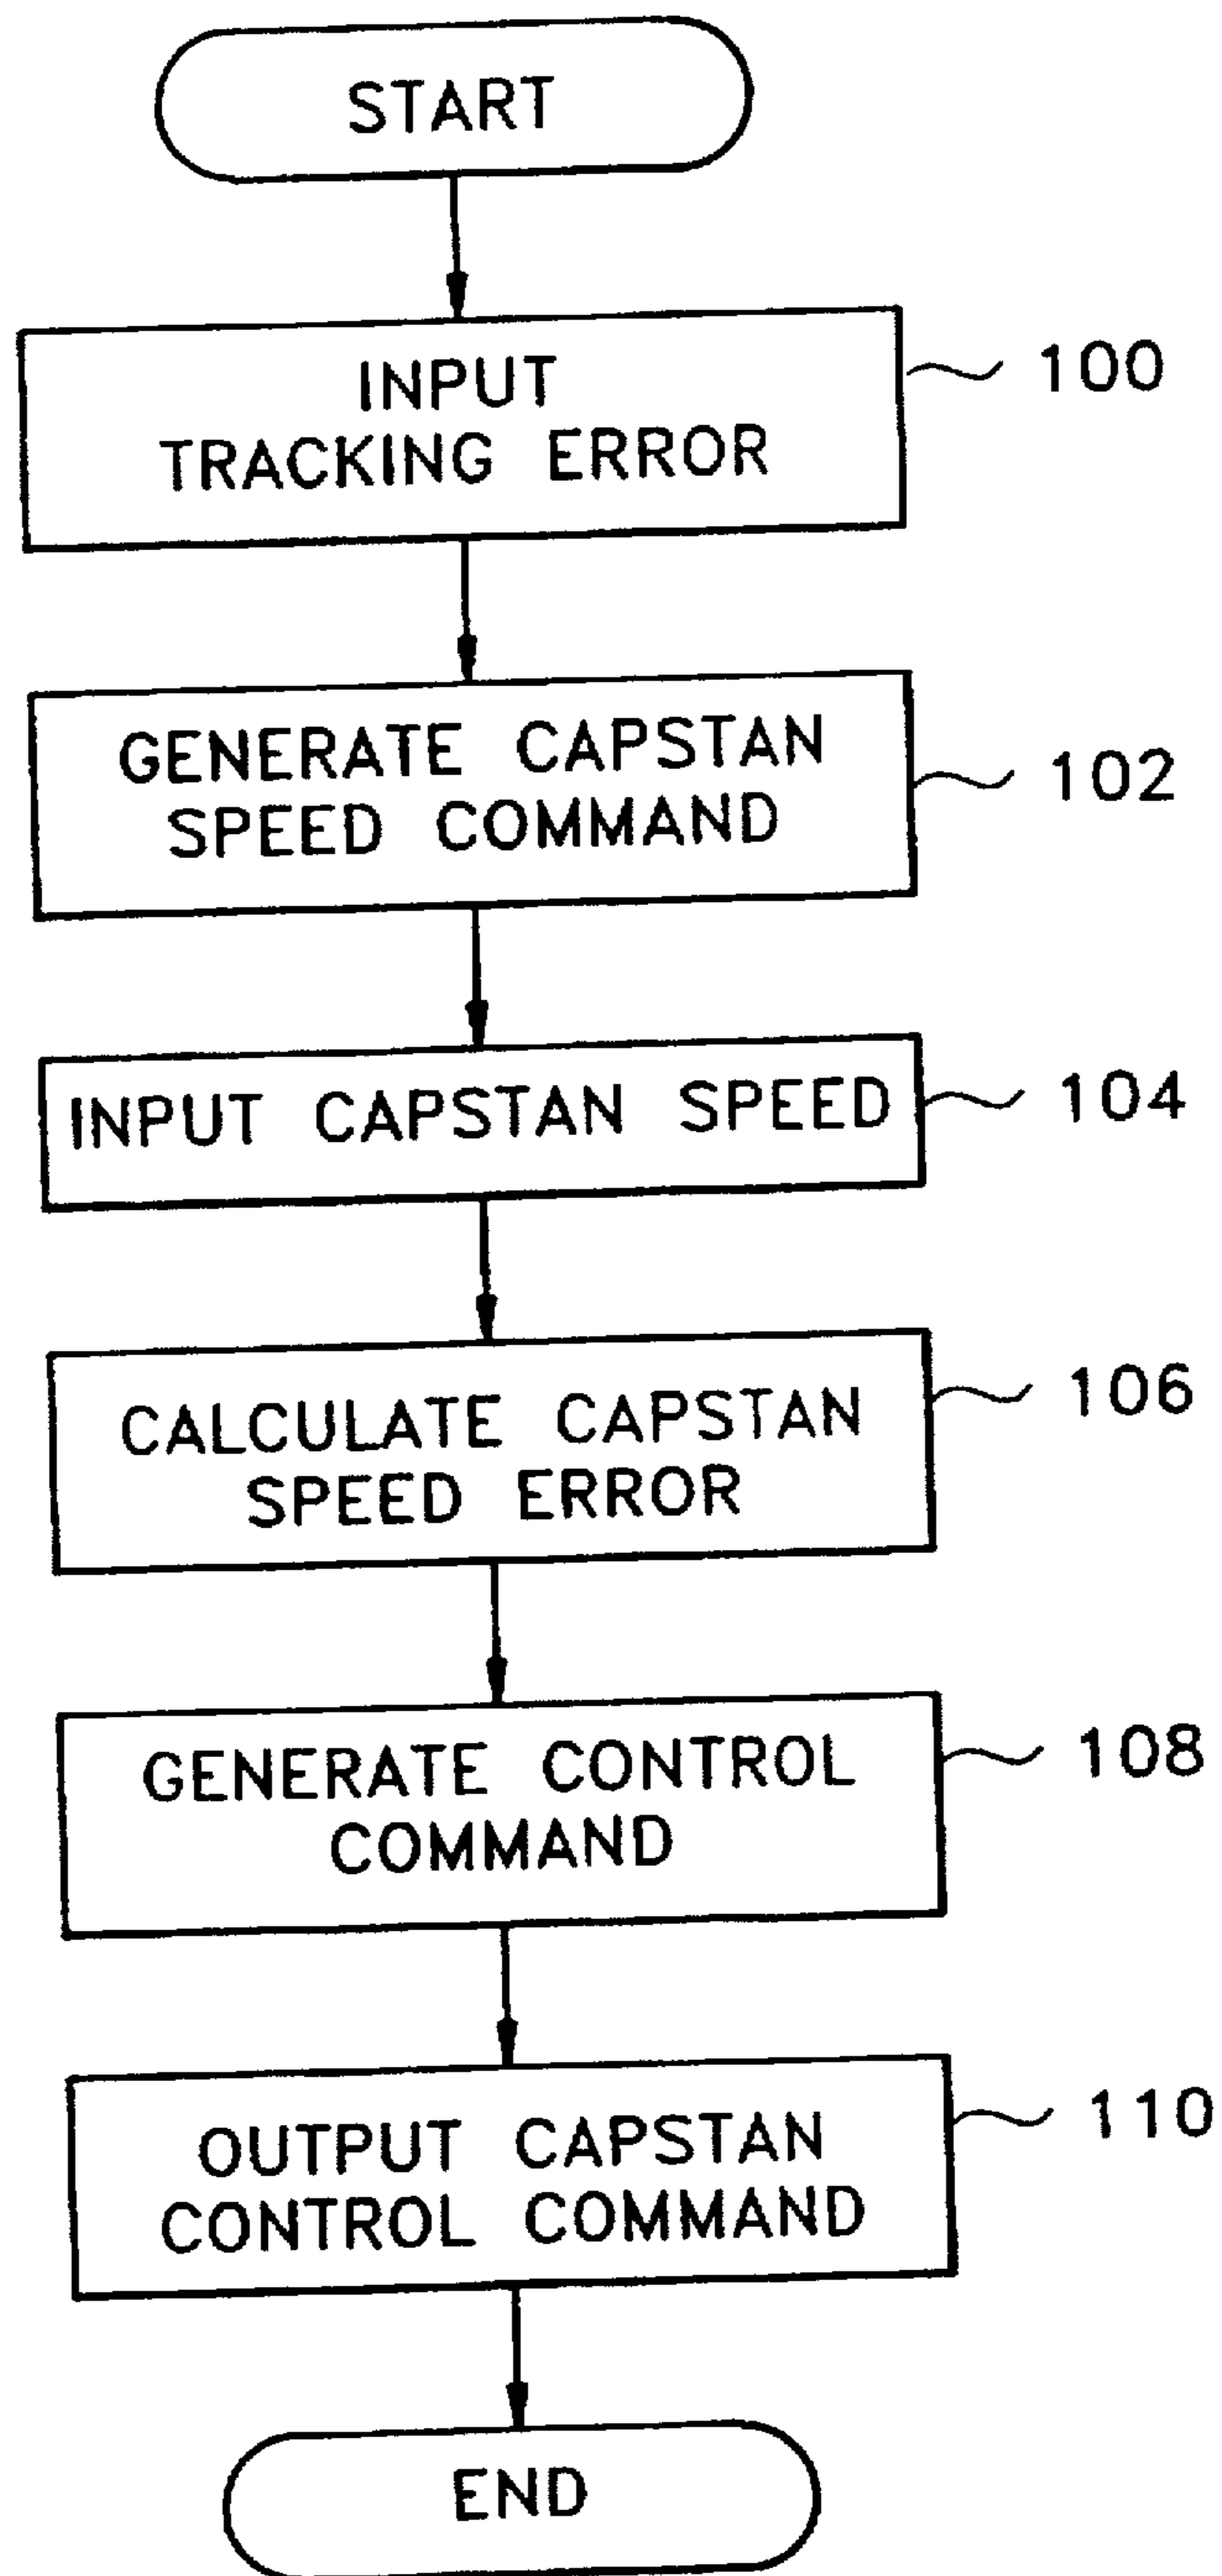 START
INPUT
TRACKING ERROR
100
GENERATE CAPSTAN
SPEED COMMAND
102
INPUT CAPSTAN SPEED
104
CALCULATE CAPSTAN
SPEED ERROR
106
GENERATE CONTROL
COMMAND
108
OUTPUT CAPSTAN
CONTROL COMMAND
110
END